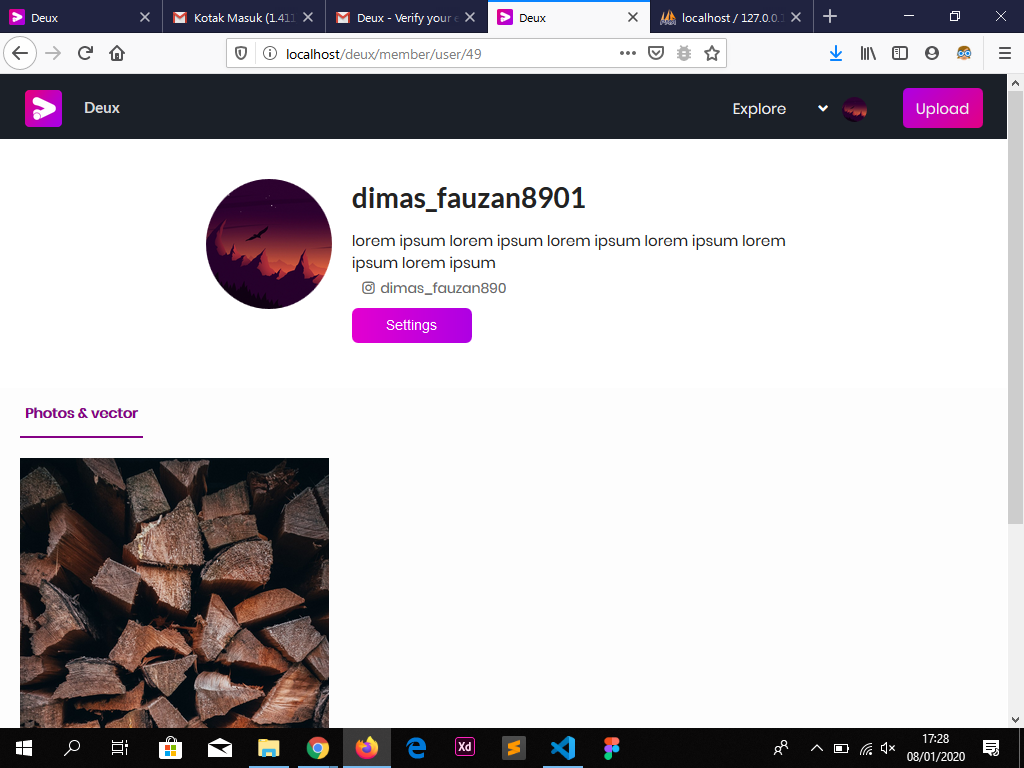 Deux
Kotak Masuk (1.411
Deux - Verify your e
Deux
localhost / 127.0.0.1
localhost/deux/member/user/49
Deux
Explore
Upload
dimas_fauzan8901
lorem ipsum lorem ipsum lorem ipsum lorem ipsum lorem
ipsum lorem ipsum
dimas_fauzan890
Settings
Photos & vector
Xd
17:28
08/01/2020